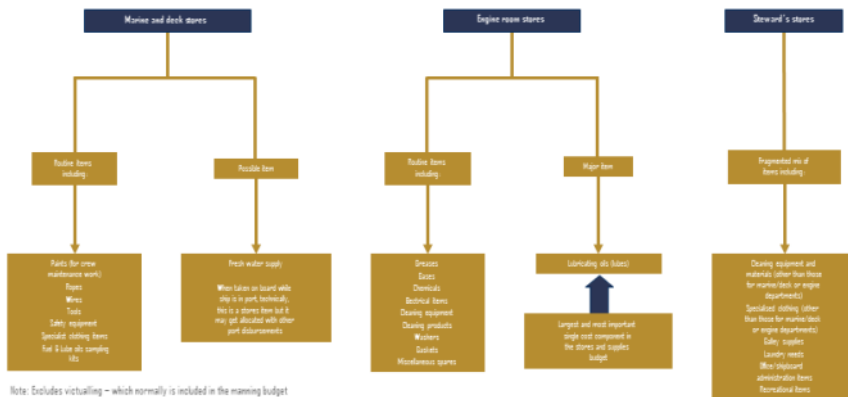 Marine and deck stores
Engine room stores
Steward's stores
Routine items
including:
Possible item
Routine items
including:
Major item
Fragmented mix of
items including:
Paints (for crew
maintenance work)
Ropes
Wires
Tools
Safety equipment
Specialist clothing items
Fuel & lube oils sampling
kits
Fresh water supply
When taken on board while
ship is in port, technically,
this is a stores item but it
may get allocated with other
port disbursements
Greases
Gases
Chemicals
Electrical items
Cleaning equipment
Cleaning products
Washers
Gaskets
Miscellaneous spares
Lubricating oils (lubes)
Largest and most important
single cost component in
the stores and supplies
budget
Cleaning equipment and
materials (other than those
for marine/deck or engine
departments)
Specialised clothing (other
than those for marine/deck
or engine departments)
Galley supplies
Laundry needs
Office/shipboard
administration items
Recreational items
Note: Excludes victualling – which normally is included in the manning budget